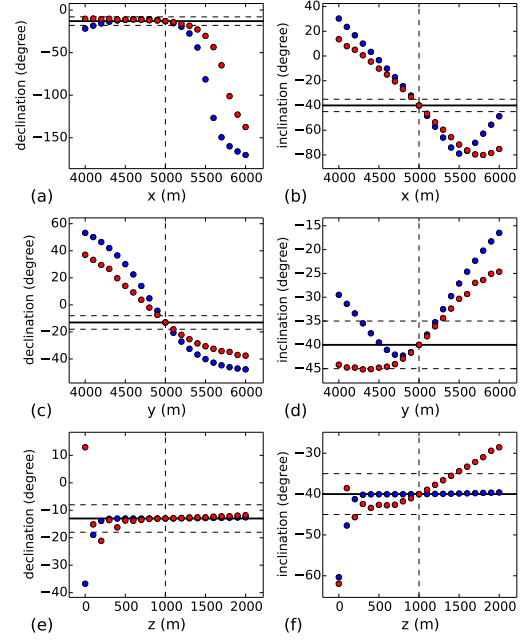 0
−50
−100
−150
declination (degree)
4000 4500 5000 5500 6000
x (m)
(a)
40
20
0
−20
−40
−60
−80
inclination (degree)
4000 4500 5000 5500 6000
x (m)
(b)
60
40
20
0
−20
−40
declination (degree)
4000 4500 5000 5500 6000
y (m)
(c)
−15
−20
−25
−30
−35
−40
−45
inclination (degree)
4000 4500 5000 5500 6000
y (m)
(d)
10
0
−10
−20
−30
−40
declination (degree)
0 500 1000 1500 2000
z (m)
(e)
−30
−40
−50
−60
inclination (degree)
0 500 1000 1500 2000
z (m)
(f)